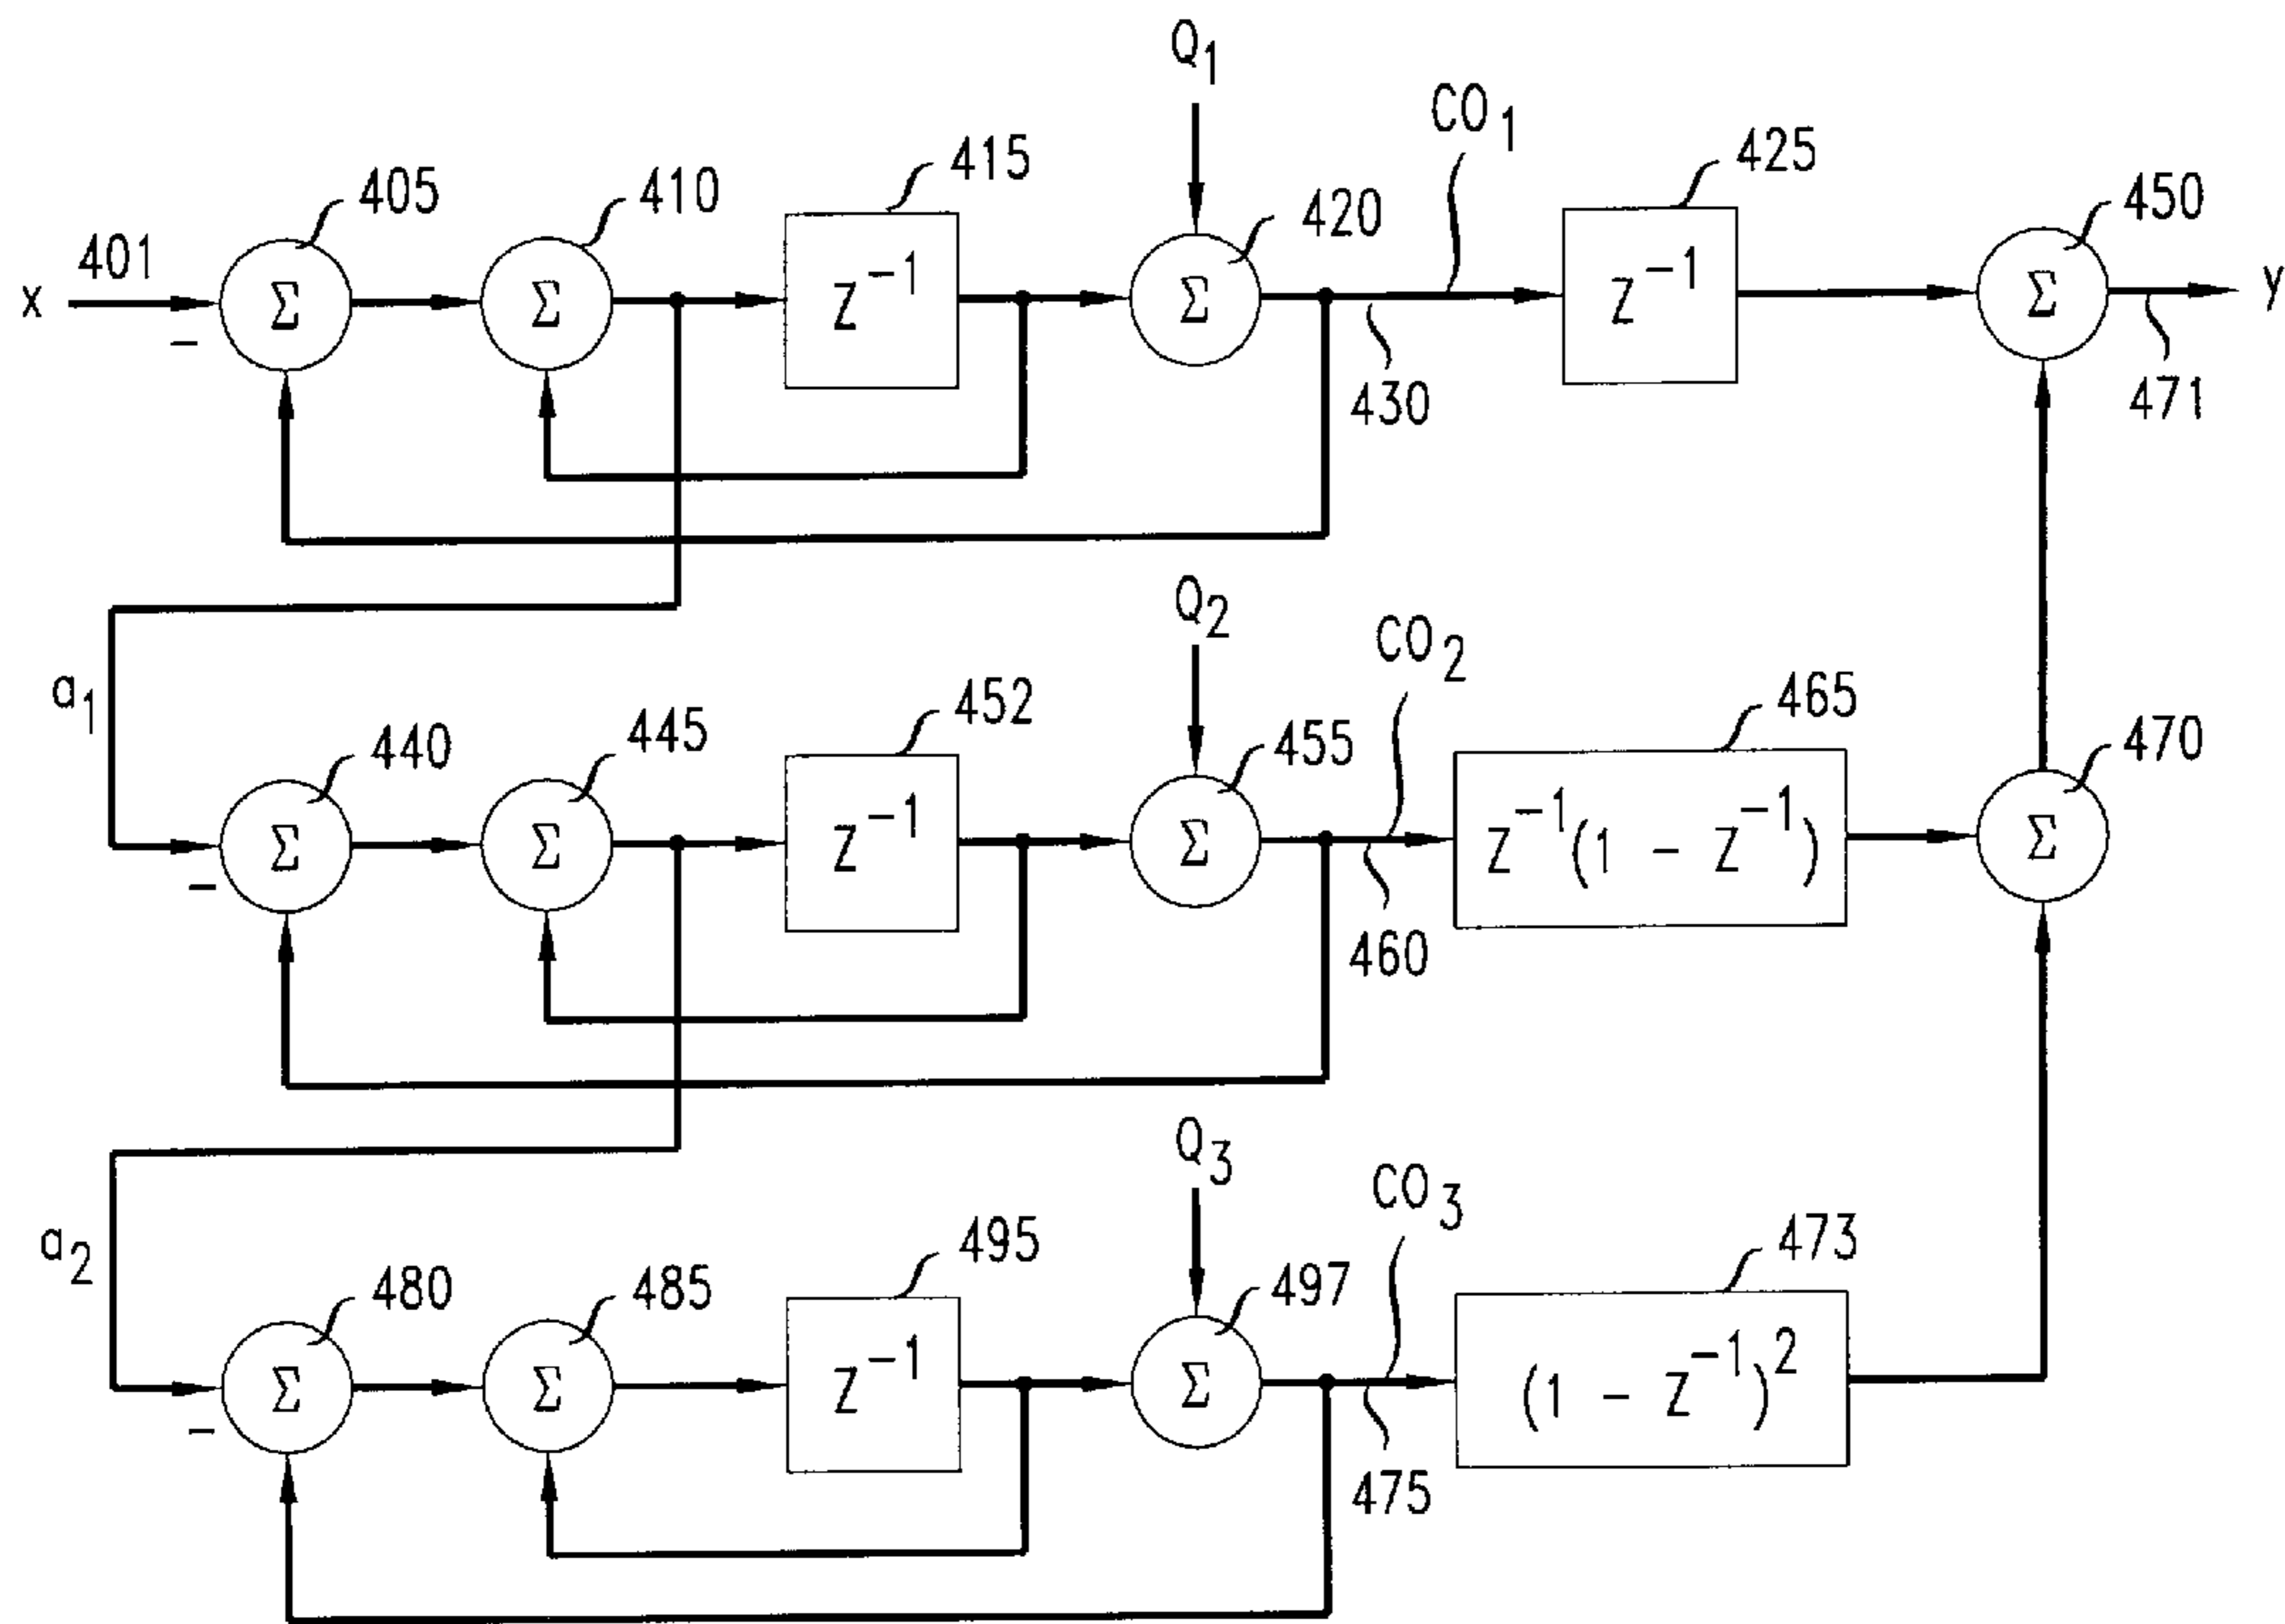 Q1
CO1
x 401 405 410 415 420 425 450 y
− Σ Σ Z^-1 Σ Z^-1 Σ
430 471
Q2
CO2
a1 440 445 452 455 465 470
− Σ Σ Z^-1 Σ Z^-1(1 − Z^-1) Σ
460
Q3
CO3
a2 480 485 495 497 473
− Σ Σ Z^-1 Σ (1 − Z^-1)^2
475